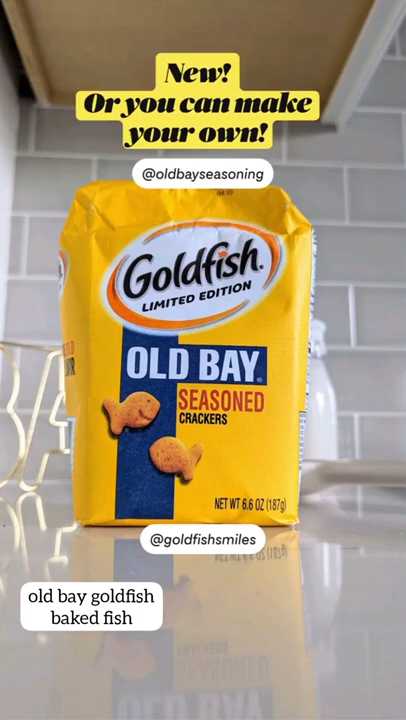 New!
Or you can make
your own!
@oldbayseasoning
Goldfish®
LIMITED EDITION
OLD BAY®
SEASONED
CRACKERS
NET WT 6.6 OZ (187g)
@goldfishsmiles
old bay goldfish
baked fish